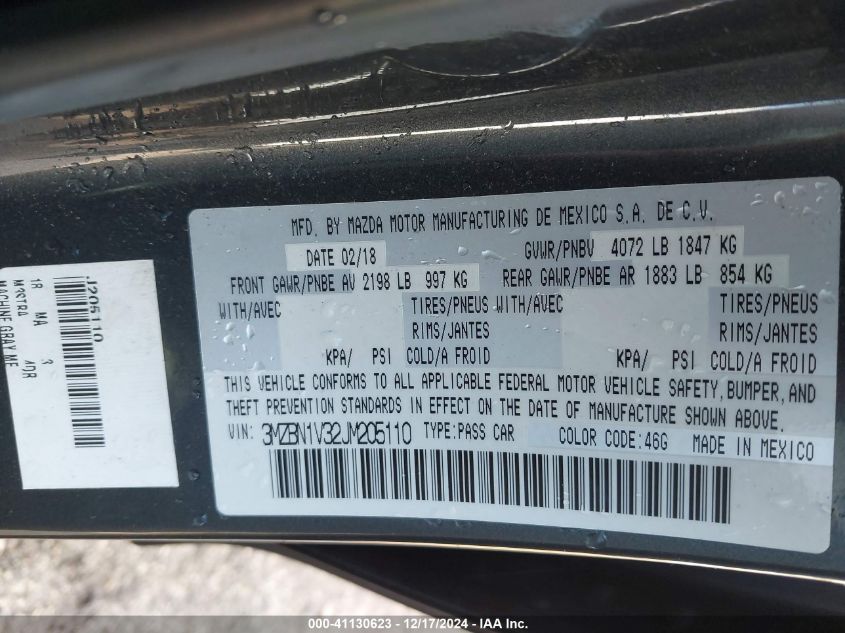 MFD. BY MAZDA MOTOR MANUFACTURING DE MEXICO S.A. DE C.V.
DATE 02/18 GVWR/PNBV 4072 LB 1847 KG
FRONT GAWR/PNBE AV 2198 LB 997 KG REAR GAWR/PNBE AR 1883 LB 854 KG
WITH/AVEC TIRES/PNEUS WITH/AVEC TIRES/PNEUS
RIMS/JANTES RIMS/JANTES
KPA/ PSI COLD/A FROID KPA/ PSI COLD/A FROID
THIS VEHICLE CONFORMS TO ALL APPLICABLE FEDERAL MOTOR VEHICLE SAFETY, BUMPER, AND
THEFT PREVENTION STANDARDS IN EFFECT ON THE DATE OF MANUFACTURE SHOWN ABOVE.
VIN: 3MZBN1V32JM205110 TYPE:PASS CAR COLOR CODE:46G MADE IN MEXICO
J205110
18 MA 3
4DR
MACHINE GRAY ME
000-41130623 - 12/17/2024 - IAA Inc.